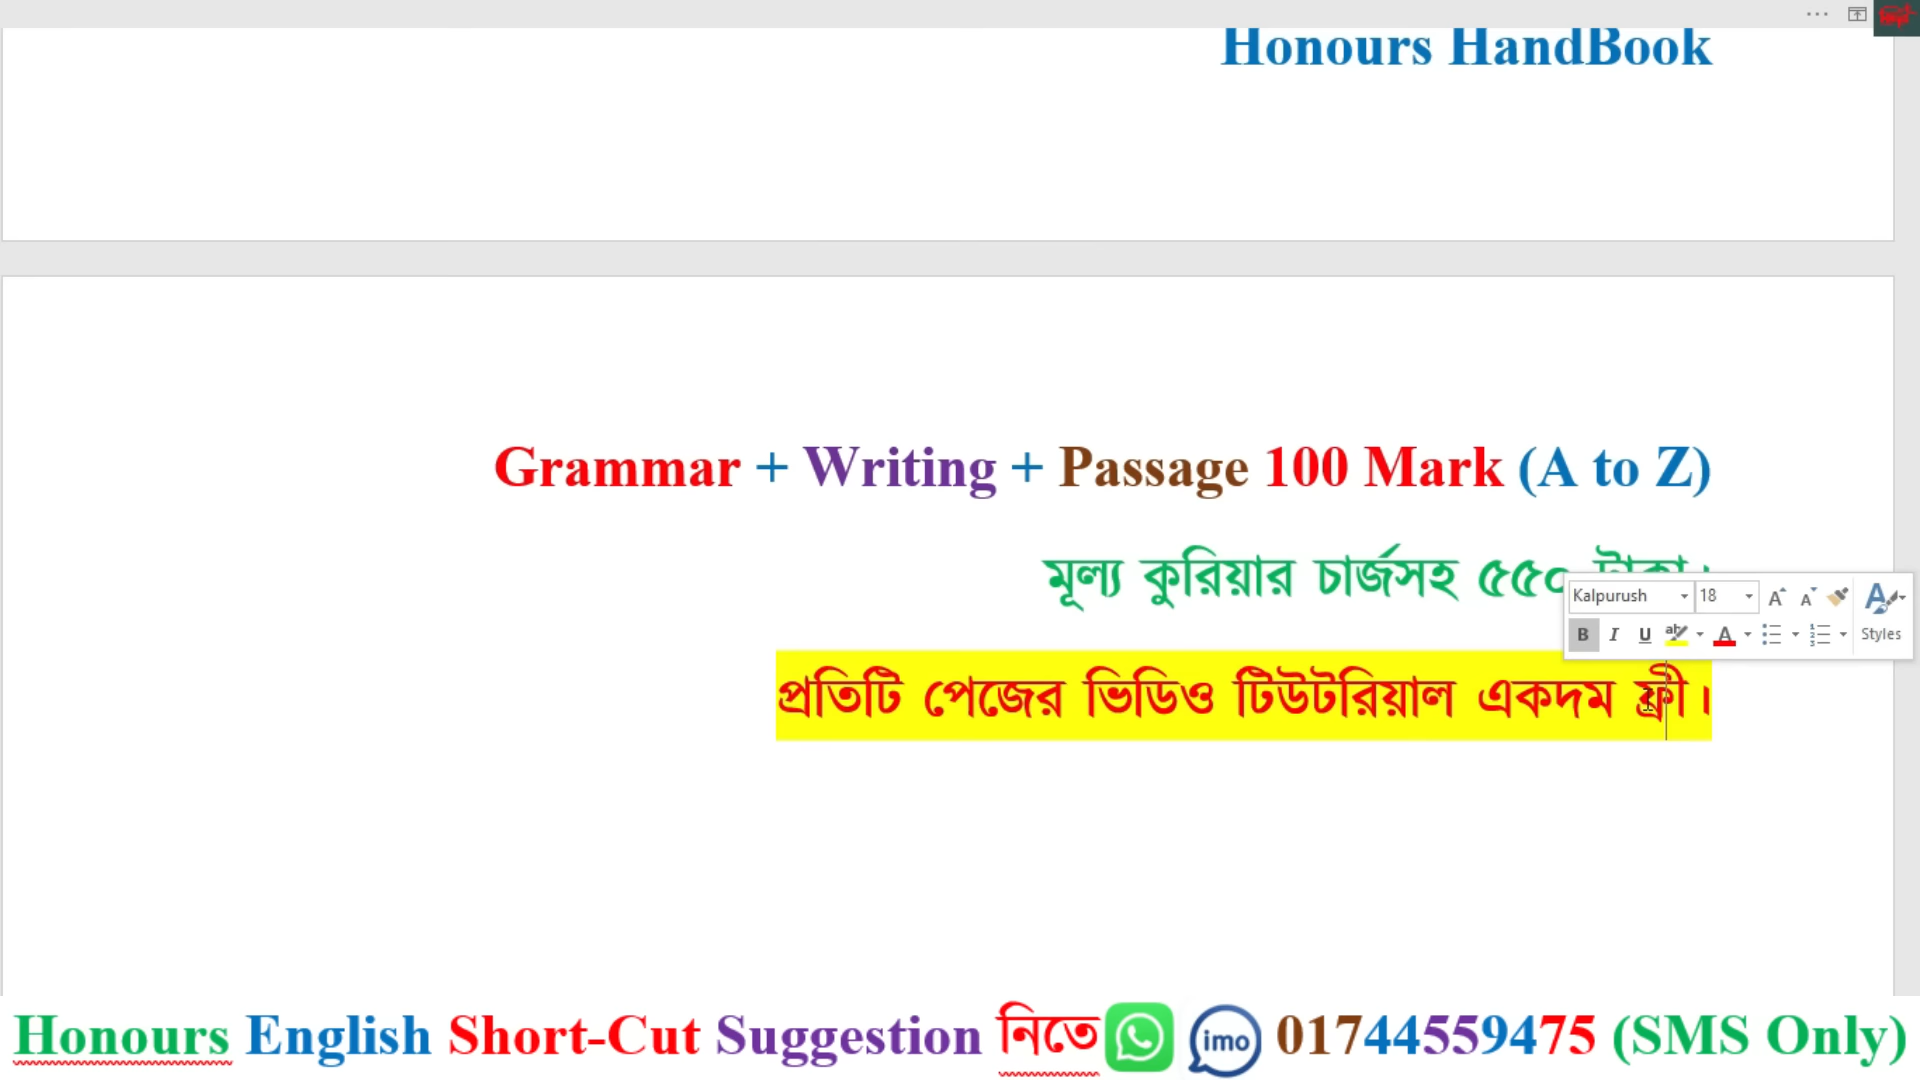 Honours HandBook
Grammar + Writing + Passage 100 Mark (A to Z)
মূল্য কুরিয়ার চার্জসহ ৫৫০ টাকা।
Kalpurush 18
B I U Styles
প্রতিটি পেজের ভিডিও টিউটরিয়াল একদম ফ্রী।
Honours English Short-Cut Suggestion নিতে imo 01744559475 (SMS Only)